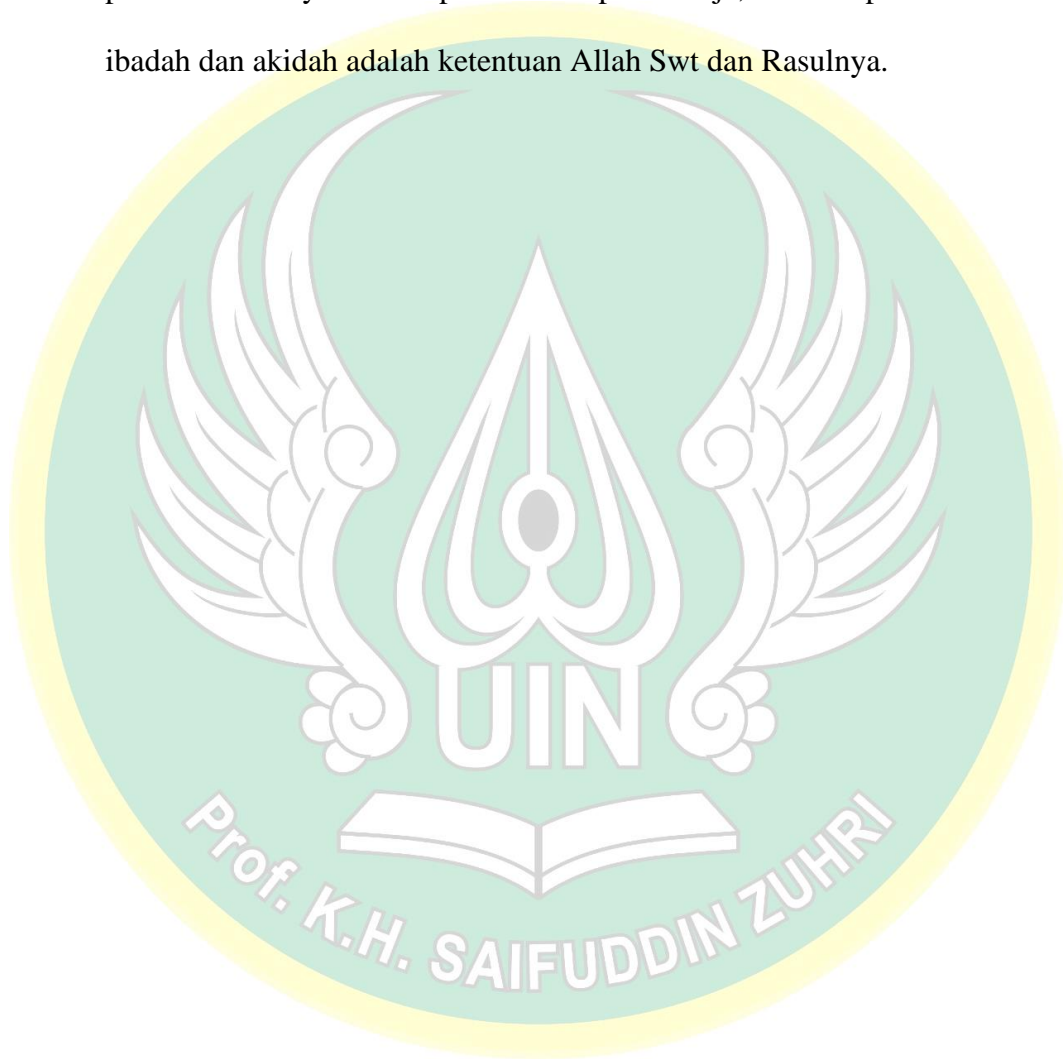 ibadah dan akidah adalah ketentuan Allah Swt dan Rasulnya.
UIN
Prof. K.H. SAIFUDDIN ZUHRI